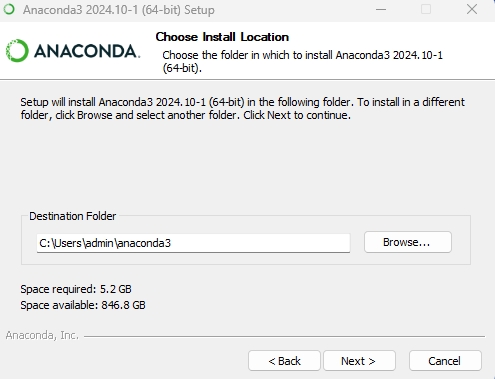 Anaconda3 2024.10-1 (64-bit) Setup
ANACONDA.
Choose Install Location
Choose the folder in which to install Anaconda3 2024.10-1
(64-bit).
Setup will install Anaconda3 2024.10-1 (64-bit) in the following folder. To install in a different
folder, click Browse and select another folder. Click Next to continue.
Destination Folder
C:\Users\admin\anaconda3
Browse...
Space required: 5.2 GB
Space available: 846.8 GB
Anaconda, Inc.
< Back
Next >
Cancel